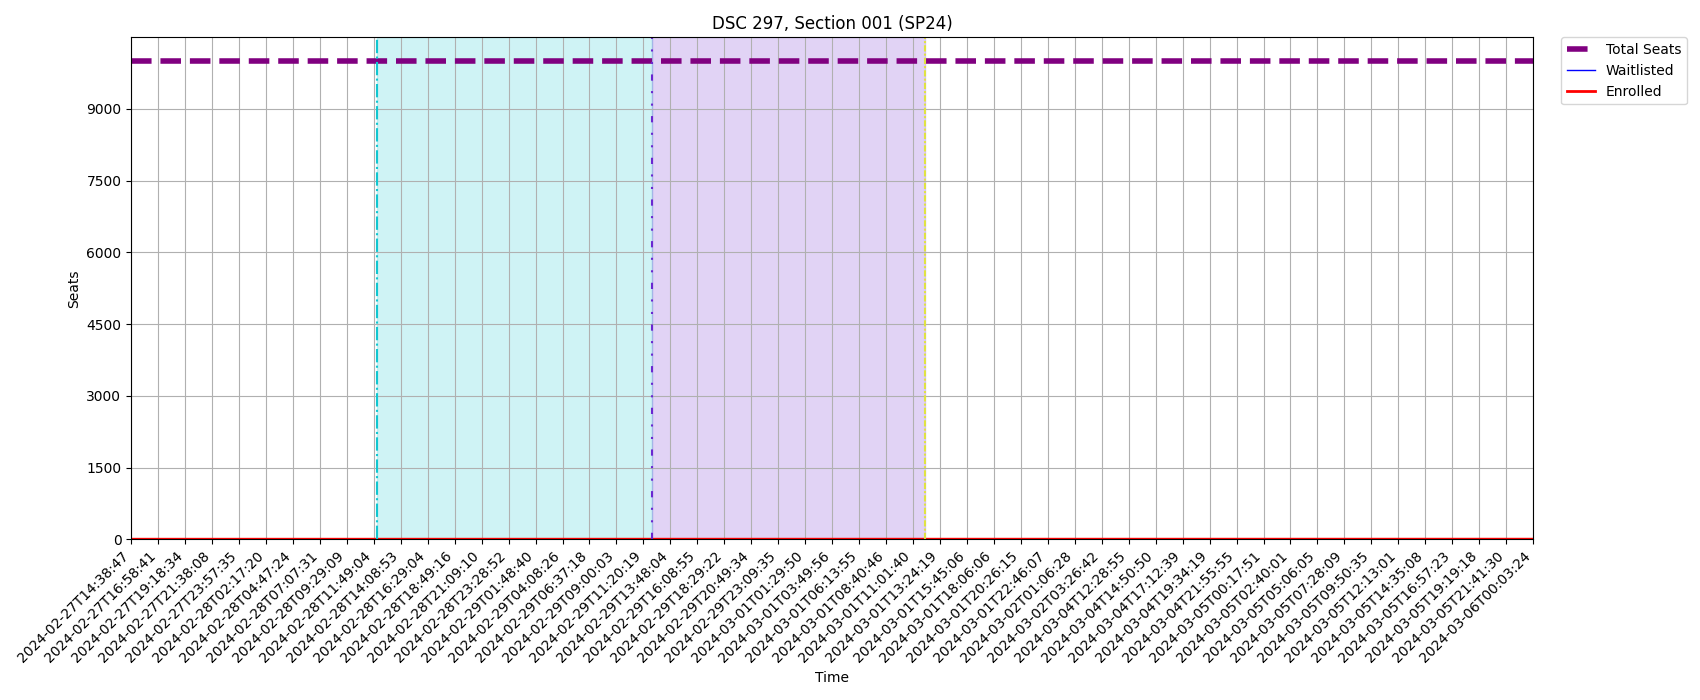 DSC 297, Section 001 (SP24)
Total Seats
Waitlisted
Enrolled
9000
7500
6000
4500
3000
1500
0
Seats
2024-02-27T14:38:47
2024-02-27T16:58:41
2024-02-27T19:18:34
2024-02-27T21:38:08
2024-02-27T23:57:35
2024-02-28T02:17:20
2024-02-28T04:47:24
2024-02-28T07:07:31
2024-02-28T09:29:09
2024-02-28T11:49:04
2024-02-28T14:08:53
2024-02-28T16:29:04
2024-02-28T18:49:16
2024-02-28T21:09:10
2024-02-28T23:28:52
2024-02-29T01:48:40
2024-02-29T04:08:26
2024-02-29T06:37:18
2024-02-29T09:00:03
2024-02-29T11:20:19
2024-02-29T13:48:04
2024-02-29T16:08:55
2024-02-29T18:29:22
2024-02-29T20:49:34
2024-02-29T23:09:35
2024-03-01T01:29:50
2024-03-01T03:49:56
2024-03-01T06:13:55
2024-03-01T08:40:46
2024-03-01T11:01:40
2024-03-01T13:24:19
2024-03-01T15:45:06
2024-03-01T18:06:06
2024-03-01T20:26:15
2024-03-01T22:46:07
2024-03-02T01:06:28
2024-03-02T03:26:42
2024-03-04T12:28:55
2024-03-04T14:50:50
2024-03-04T17:12:39
2024-03-04T19:34:19
2024-03-04T21:55:55
2024-03-05T00:17:51
2024-03-05T02:40:01
2024-03-05T05:06:05
2024-03-05T07:28:09
2024-03-05T09:50:35
2024-03-05T12:13:01
2024-03-05T14:35:08
2024-03-05T16:57:23
2024-03-05T19:19:18
2024-03-05T21:41:30
2024-03-06T00:03:24
Time